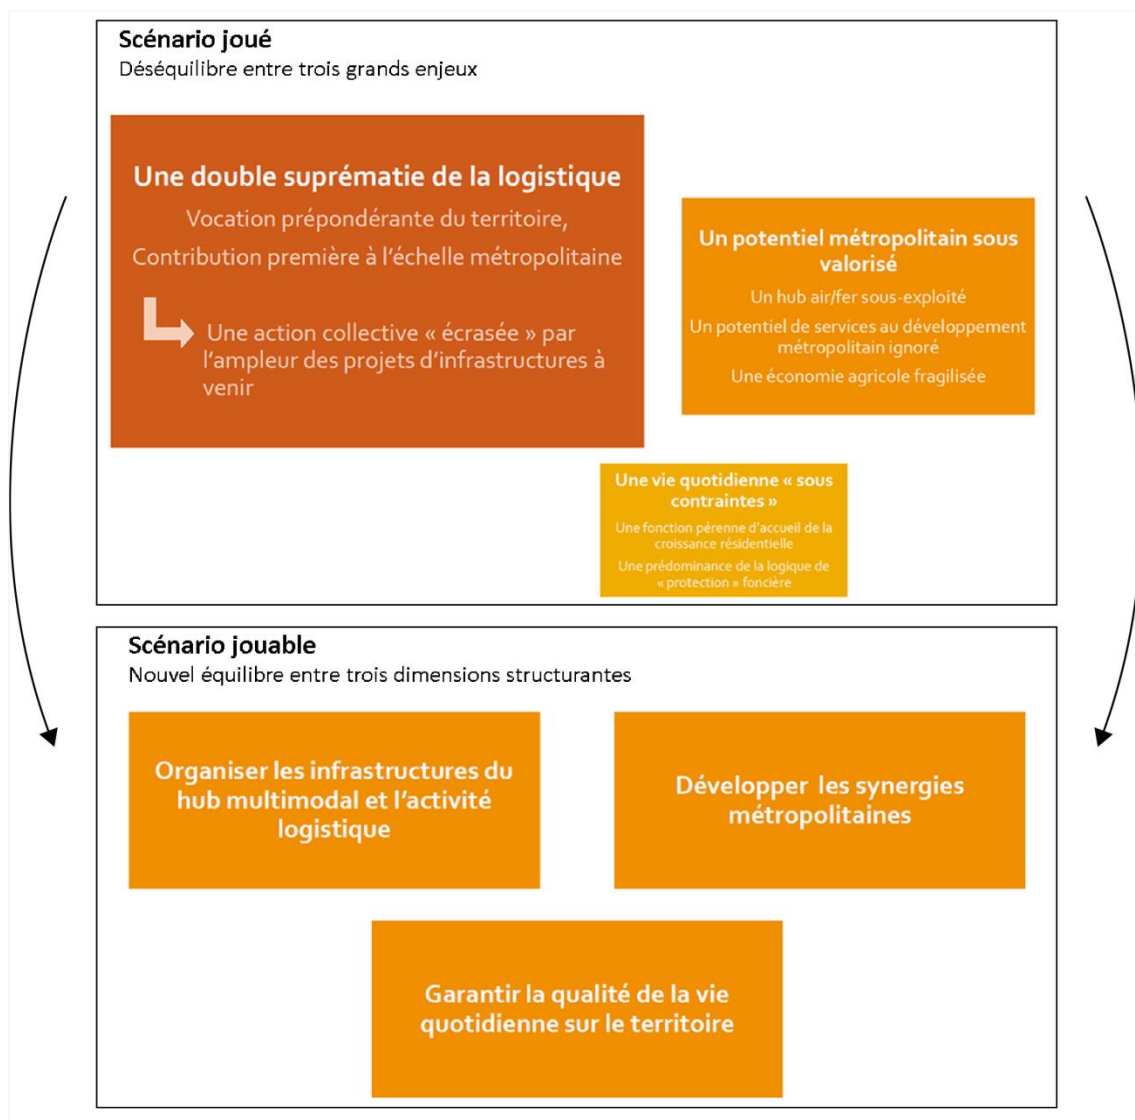 Scénario joué
Déséquilibre entre trois grands enjeux
Une double suprématie de la logistique
Vocation prépondérante du territoire,
Contribution première à l'échelle métropolitaine
Une action collective « écrasée » par
l'ampleur des projets d'infrastructures à
venir
Un potentiel métropolitain sous
valorisé
Un hub air/fer sous-exploité
Un potentiel de services au développement
métropolitain ignoré
Une économie agricole fragilisée
Une vie quotidienne « sous
contraintes »
Une fonction pérenne d'accueil de la
croissance résidentielle
Une prédominance de la logique de
« protection » foncière
Scénario jouable
Nouvel équilibre entre trois dimensions structurantes
Organiser les infrastructures du
hub multimodal et l'activité
logistique
Développer les synergies
métropolitaines
Garantir la qualité de la vie
quotidienne sur le territoire